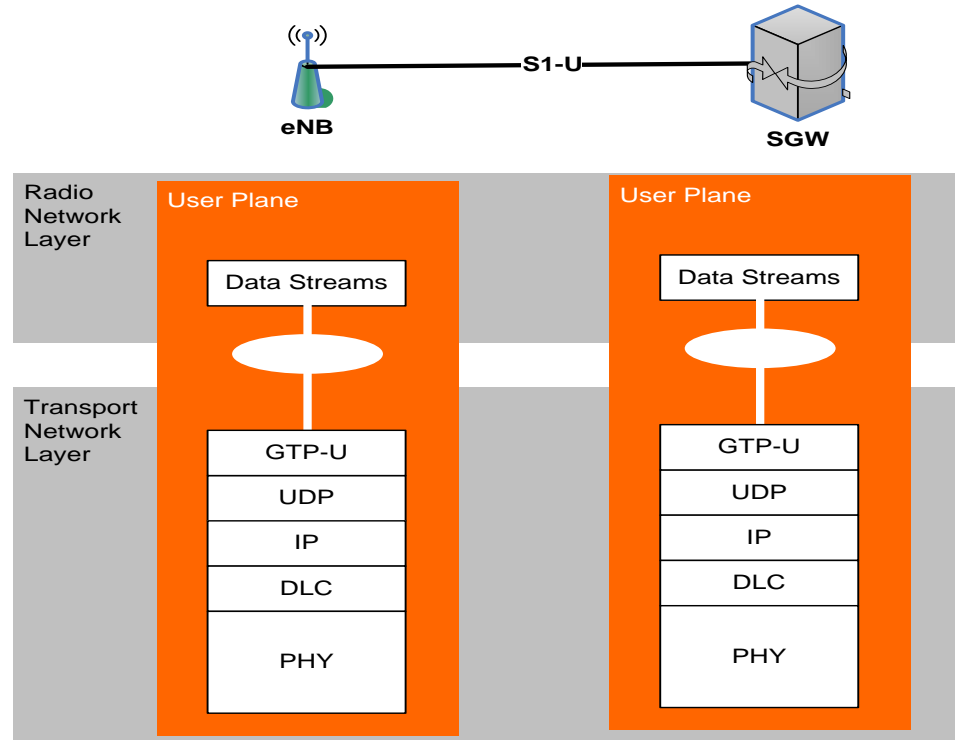 S1-U
eNB
SGW
Radio
Network
Layer
User Plane
User Plane
Data Streams
Data Streams
Transport
Network
Layer
GTP-U
UDP
IP
DLC
PHY
GTP-U
UDP
IP
DLC
PHY